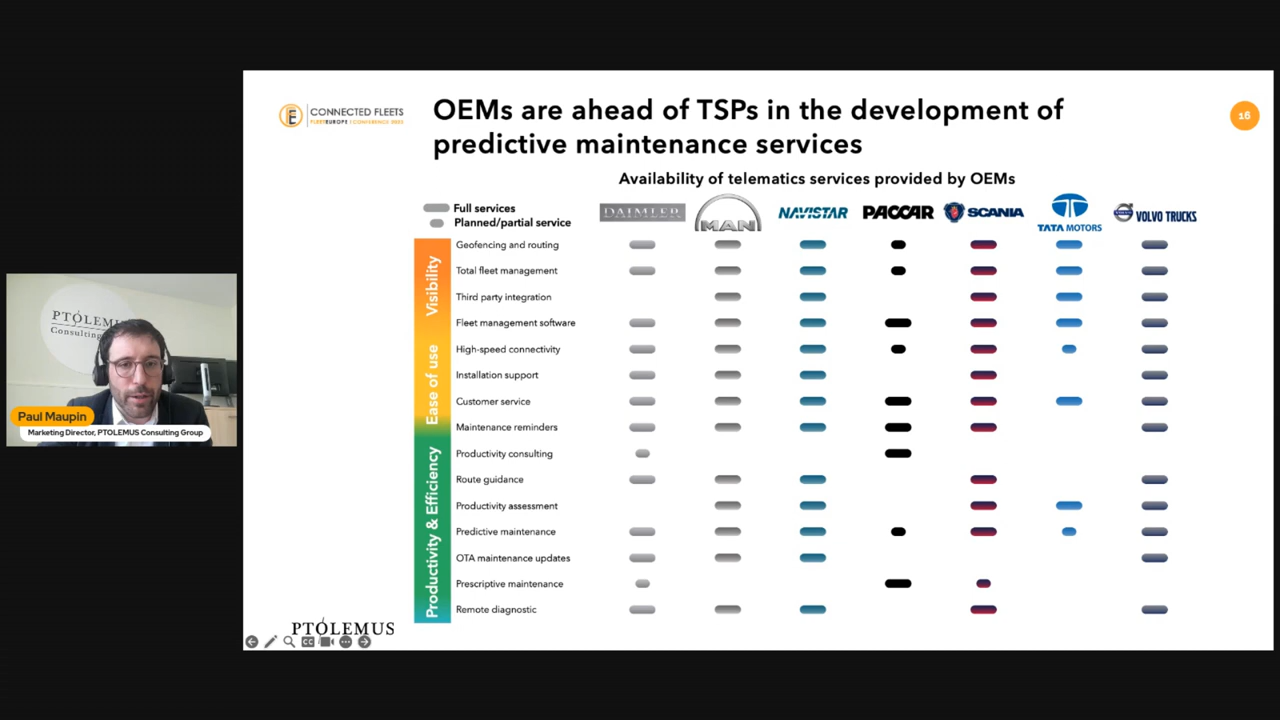 CONNECTED FLEETS
FLEETEUROPE | CONFERENCE 2023
OEMs are ahead of TSPs in the development of
predictive maintenance services
16
Availability of telematics services provided by OEMs
Full services
Planned/partial service
DAIMLER
MAN
NAVISTAR
PACCAR
SCANIA
TATA MOTORS
VOLVO TRUCKS
Visibility
Geofencing and routing
Total fleet management
Third party integration
Fleet management software
Ease of use
High-speed connectivity
Installation support
Customer service
Maintenance reminders
Productivity & Efficiency
Productivity consulting
Route guidance
Productivity assessment
Predictive maintenance
OTA maintenance updates
Prescriptive maintenance
Remote diagnostic
PTOLEMUS
PTOLEMUS
Consulting
Paul Maupin
Marketing Director, PTOLEMUS Consulting Group